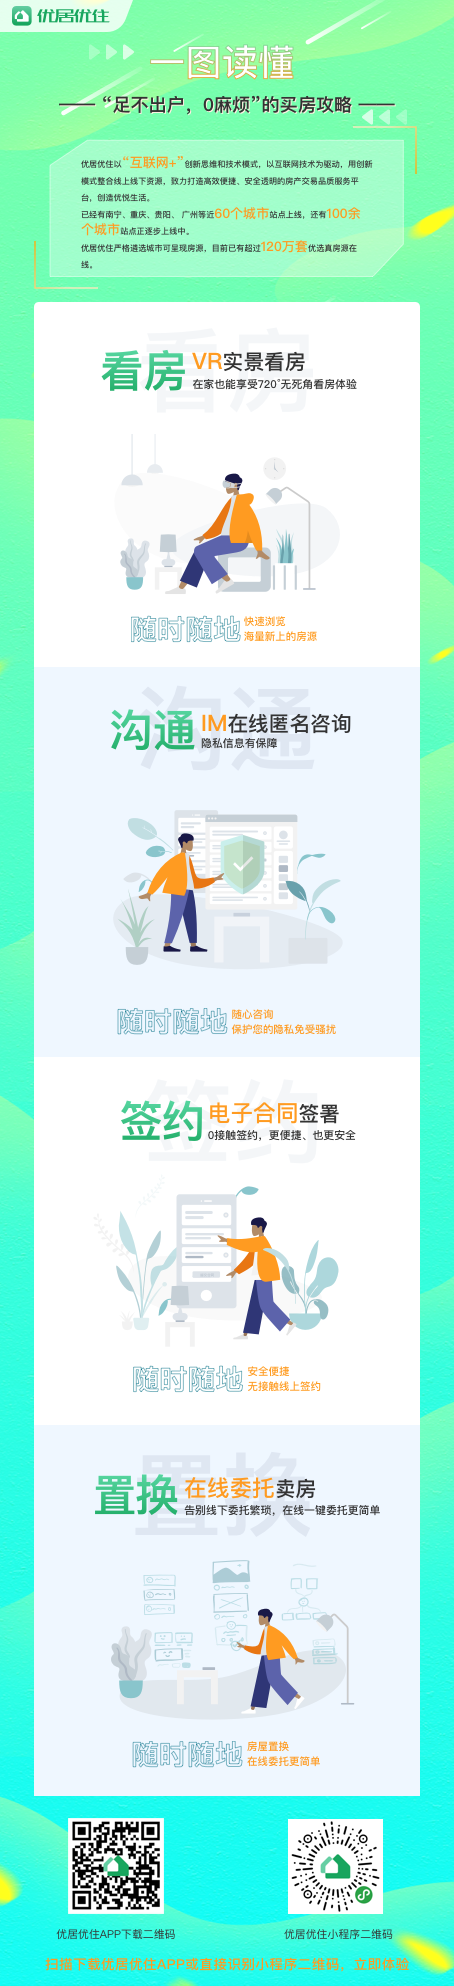 优居优住
一图读懂
“足不出户，0麻烦”的买房攻略
优居优住以“互联网+”创新思维和技术模式，以互联网技术为驱动，用创新
模式整合线上线下资源，致力打造高效便捷、安全透明的房产交易品质服务平
台，创造优悦生活。
已经有南宁、重庆、贵阳、广州等近60个城市站点上线，还有100余
个城市站点正逐步上线中。
优居优住严格遴选城市可呈现房源，目前已有超过120万套优选真房源在
线。
看房
看房 VR实景看房
在家也能享受720°无死角看房体验
随时随地 快速浏览
海量新上的房源
沟通
沟通 IM在线匿名咨询
隐私信息有保障
随时随地 随心咨询
保护您的隐私免受骚扰
签约
签约 电子合同签署
0接触签约，更便捷、也更安全
随时随地 安全便捷
无接触线上签约
置换
置换 在线委托卖房
告别线下委托繁琐，在线一键委托更简单
随时随地 房屋置换
在线委托更简单
优居优住APP下载二维码 优居优住小程序二维码
扫描下载优居优住APP或直接识别小程序二维码，立即体验